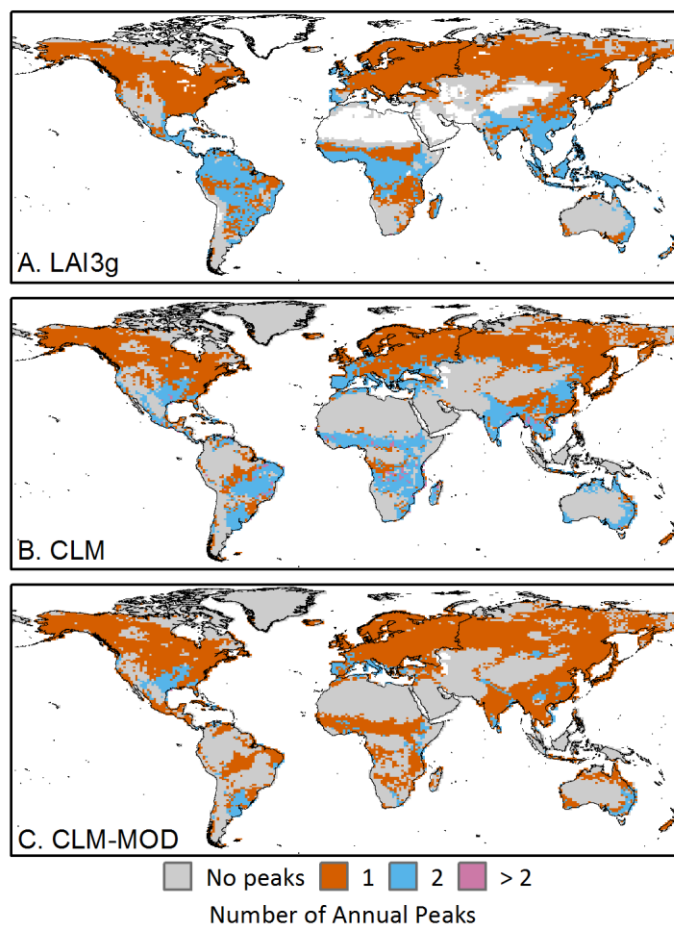 A. LAI3g
B. CLM
C. CLM-MOD
No peaks 1 2 > 2
Number of Annual Peaks